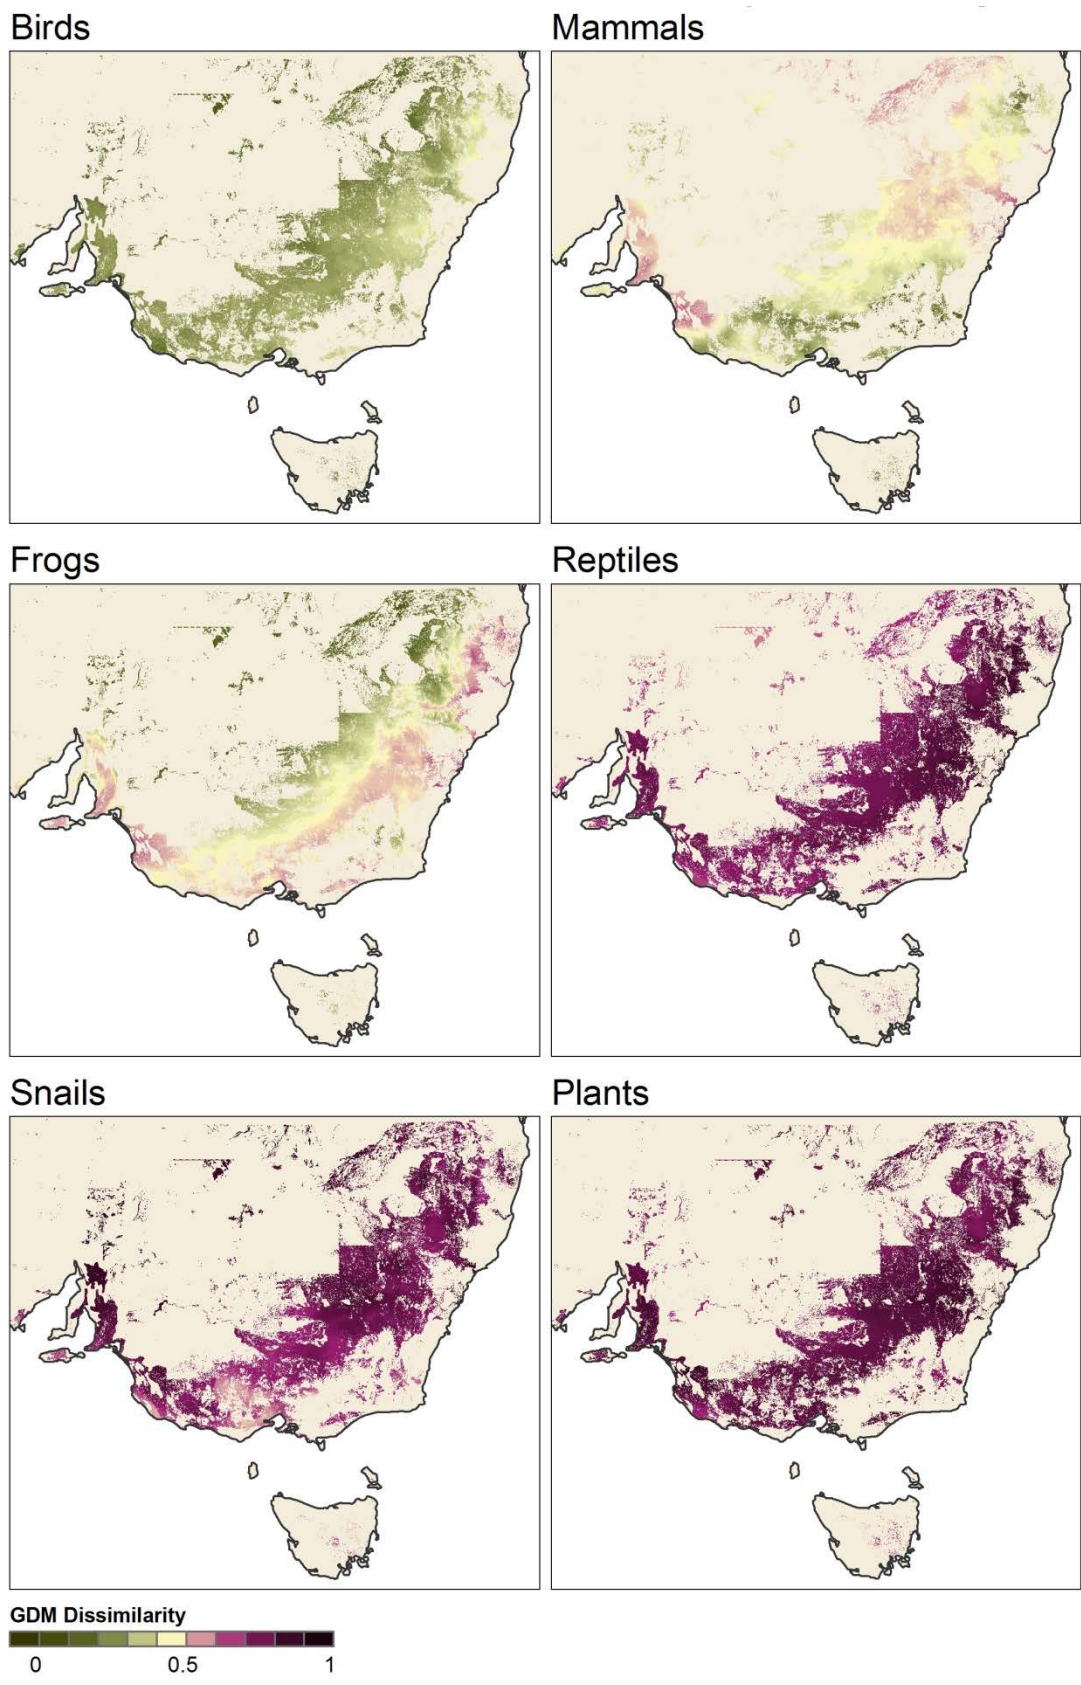 Birds
Mammals
Frogs
Reptiles
Snails
Plants
GDM Dissimilarity
0 0.5 1